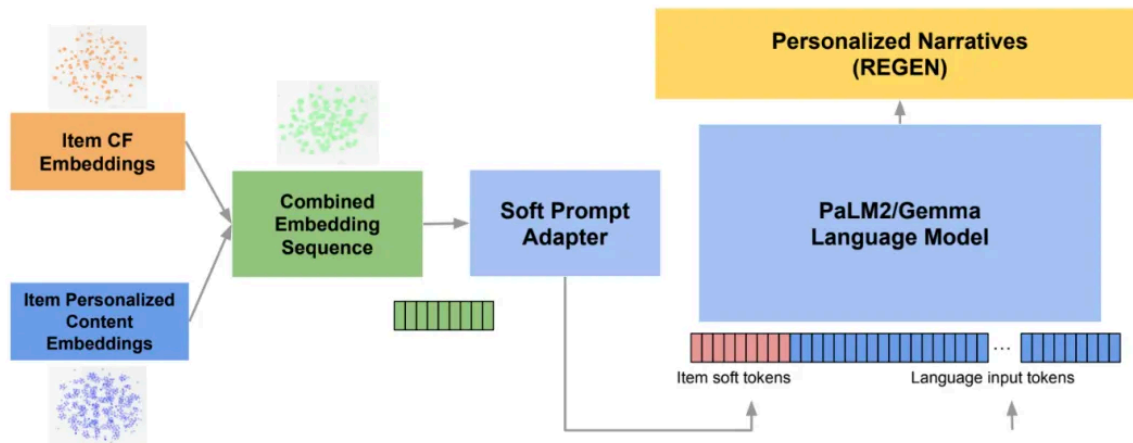 Personalized Narratives
(REGEN)
Item CF
Embeddings
Combined
Embedding
Sequence
Soft Prompt
Adapter
PaLM2/Gemma
Language Model
Item Personalized
Content
Embeddings
...
Item soft tokens
Language input tokens